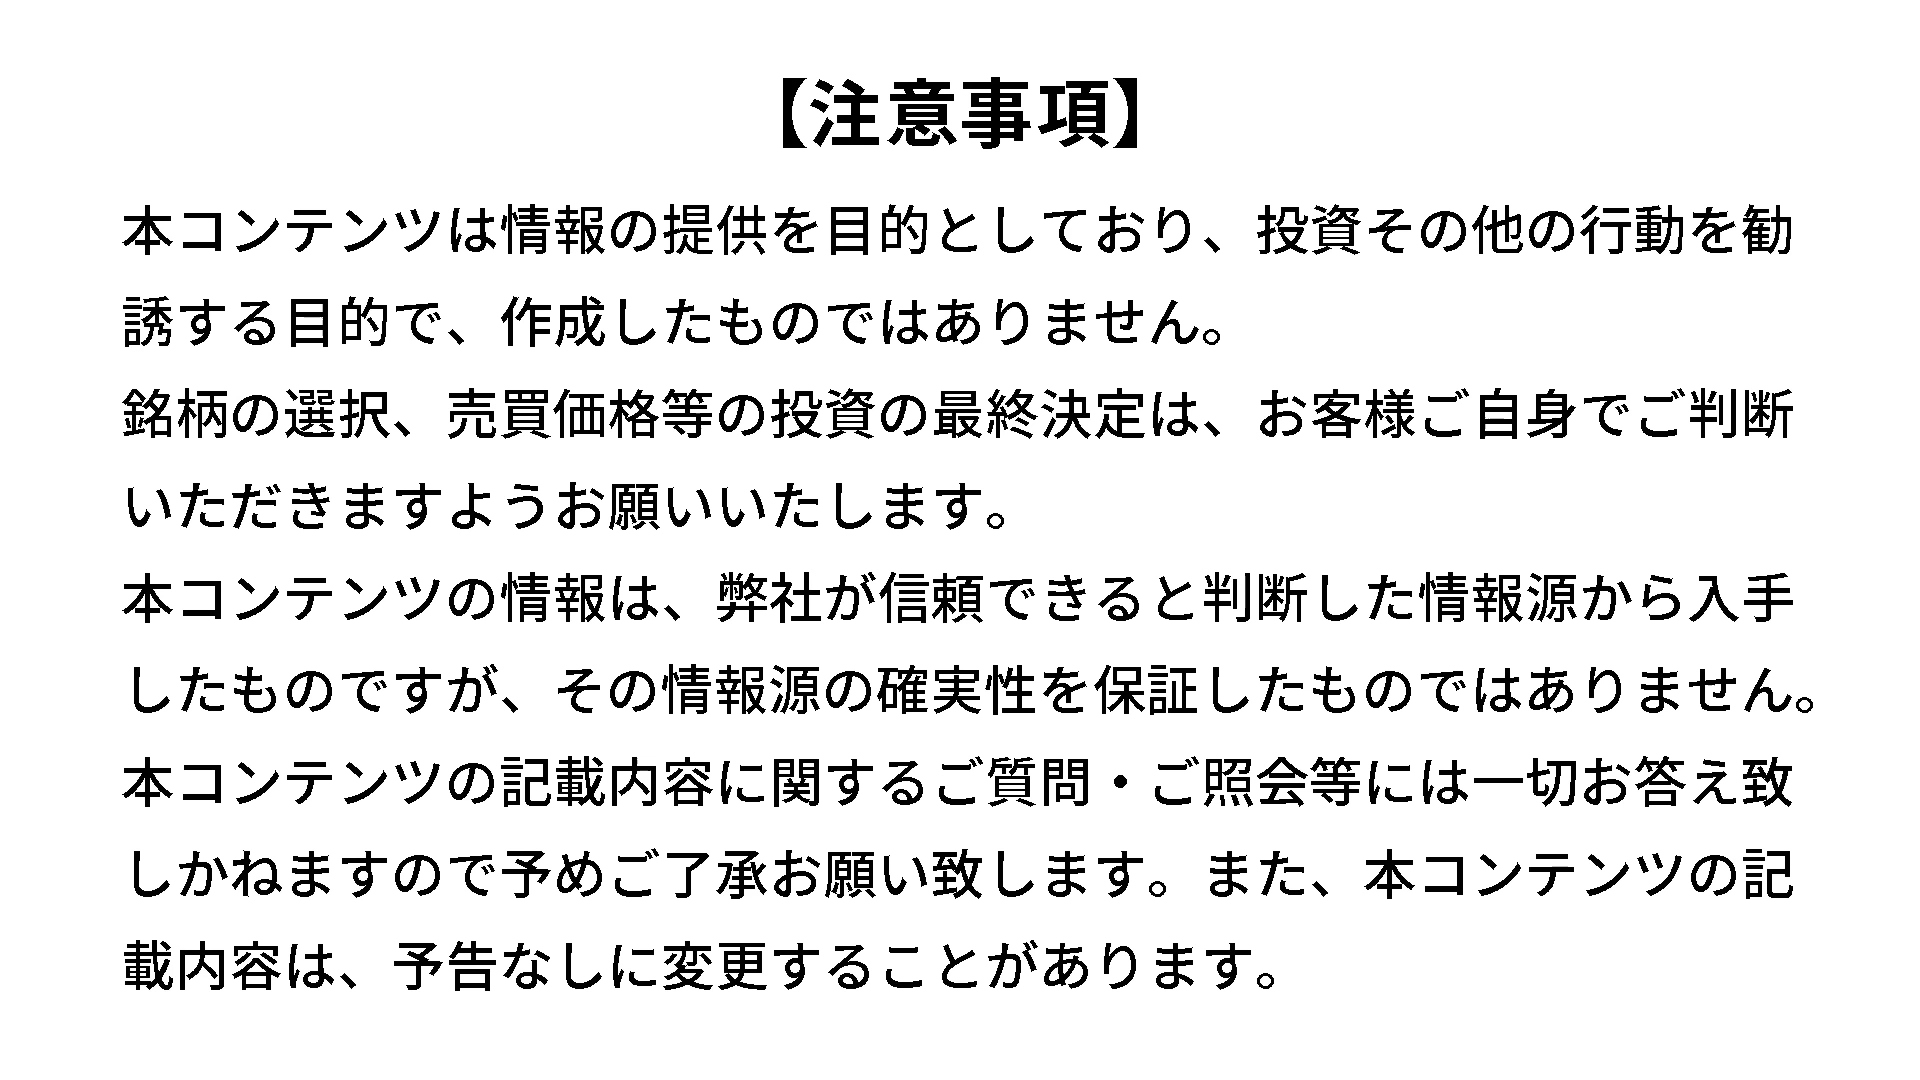 【注意事項】
本コンテンツは情報の提供を目的としており、投資その他の行動を勧
誘する目的で、作成したものではありません。
銘柄の選択、売買価格等の投資の最終決定は、お客様ご自身でご判断
いただきますようお願いいたします。
本コンテンツの情報は、弊社が信頼できると判断した情報源から入手
したものですが、その情報源の確実性を保証したものではありません。
本コンテンツの記載内容に関するご質問・ご照会等には一切お答え致
しかねますので予めご了承お願い致します。また、本コンテンツの記
載内容は、予告なしに変更することがあります。